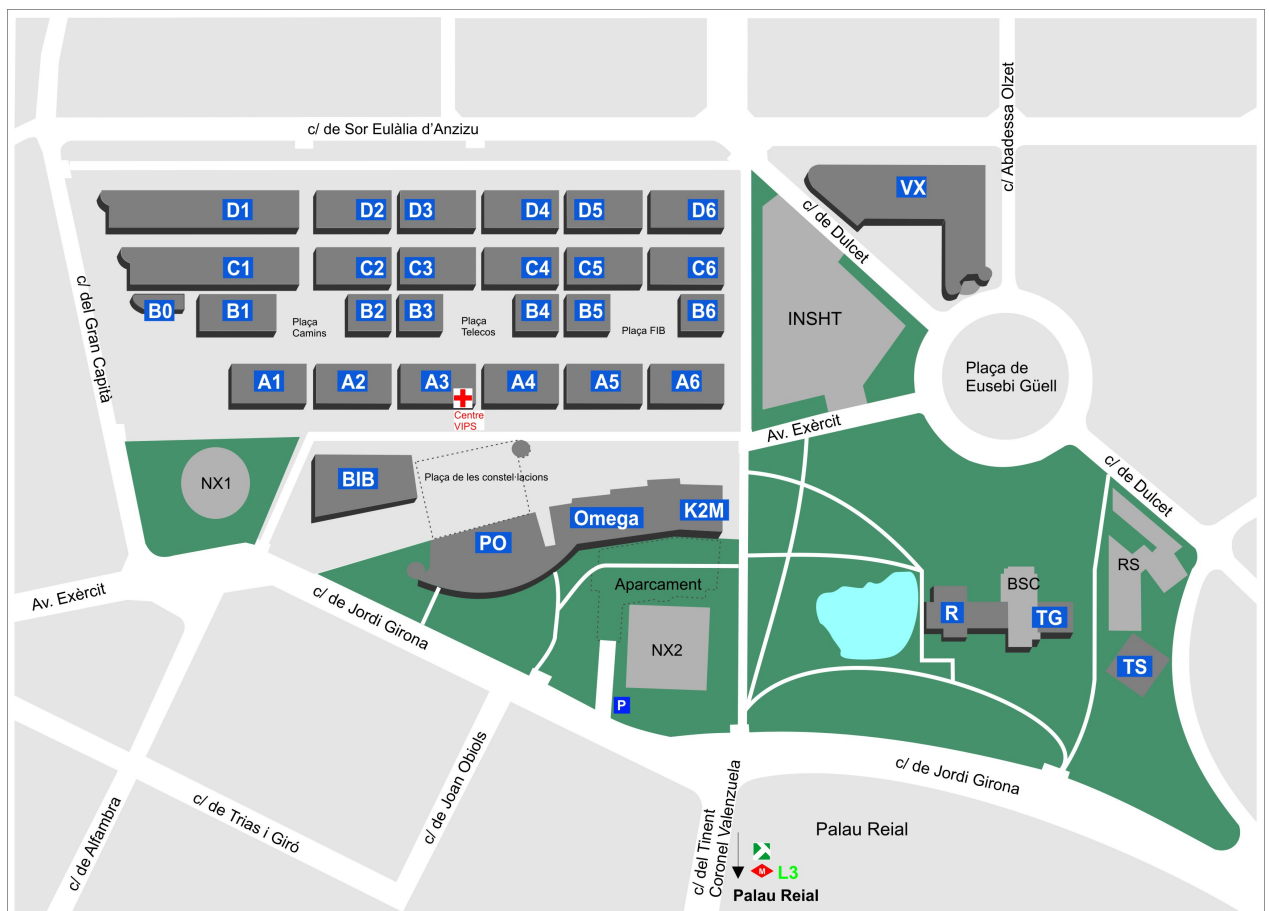 c/ de Sor Eulàlia d'Anzizu
c/ Abadessa Olzet
VX
D1
D2
D3
D4
D5
D6
c/ de Dulcet
C1
C2
C3
C4
C5
C6
c/ del Gran Capità
B0
B1
Plaça
Camins
B2
B3
Plaça
Telecos
B4
B5
Plaça FIB
B6
INSHT
Plaça de
Eusebi Güell
A1
A2
A3
A4
A5
A6
Centre
VIPS
Av. Exèrcit
c/ de Dulcet
NX1
BIB
Plaça de les constel·lacions
PO
Omega
K2M
Aparcament
RS
BSC
R
TG
TS
Av. Exèrcit
c/ de Jordi Girona
NX2
P
c/ de Joan Obiols
c/ de Jordi Girona
c/ de Alfambra
c/ de Trias i Giró
c/ del Tinent
Coronel Valenzuela
Palau Reial
M
L3
Palau Reial